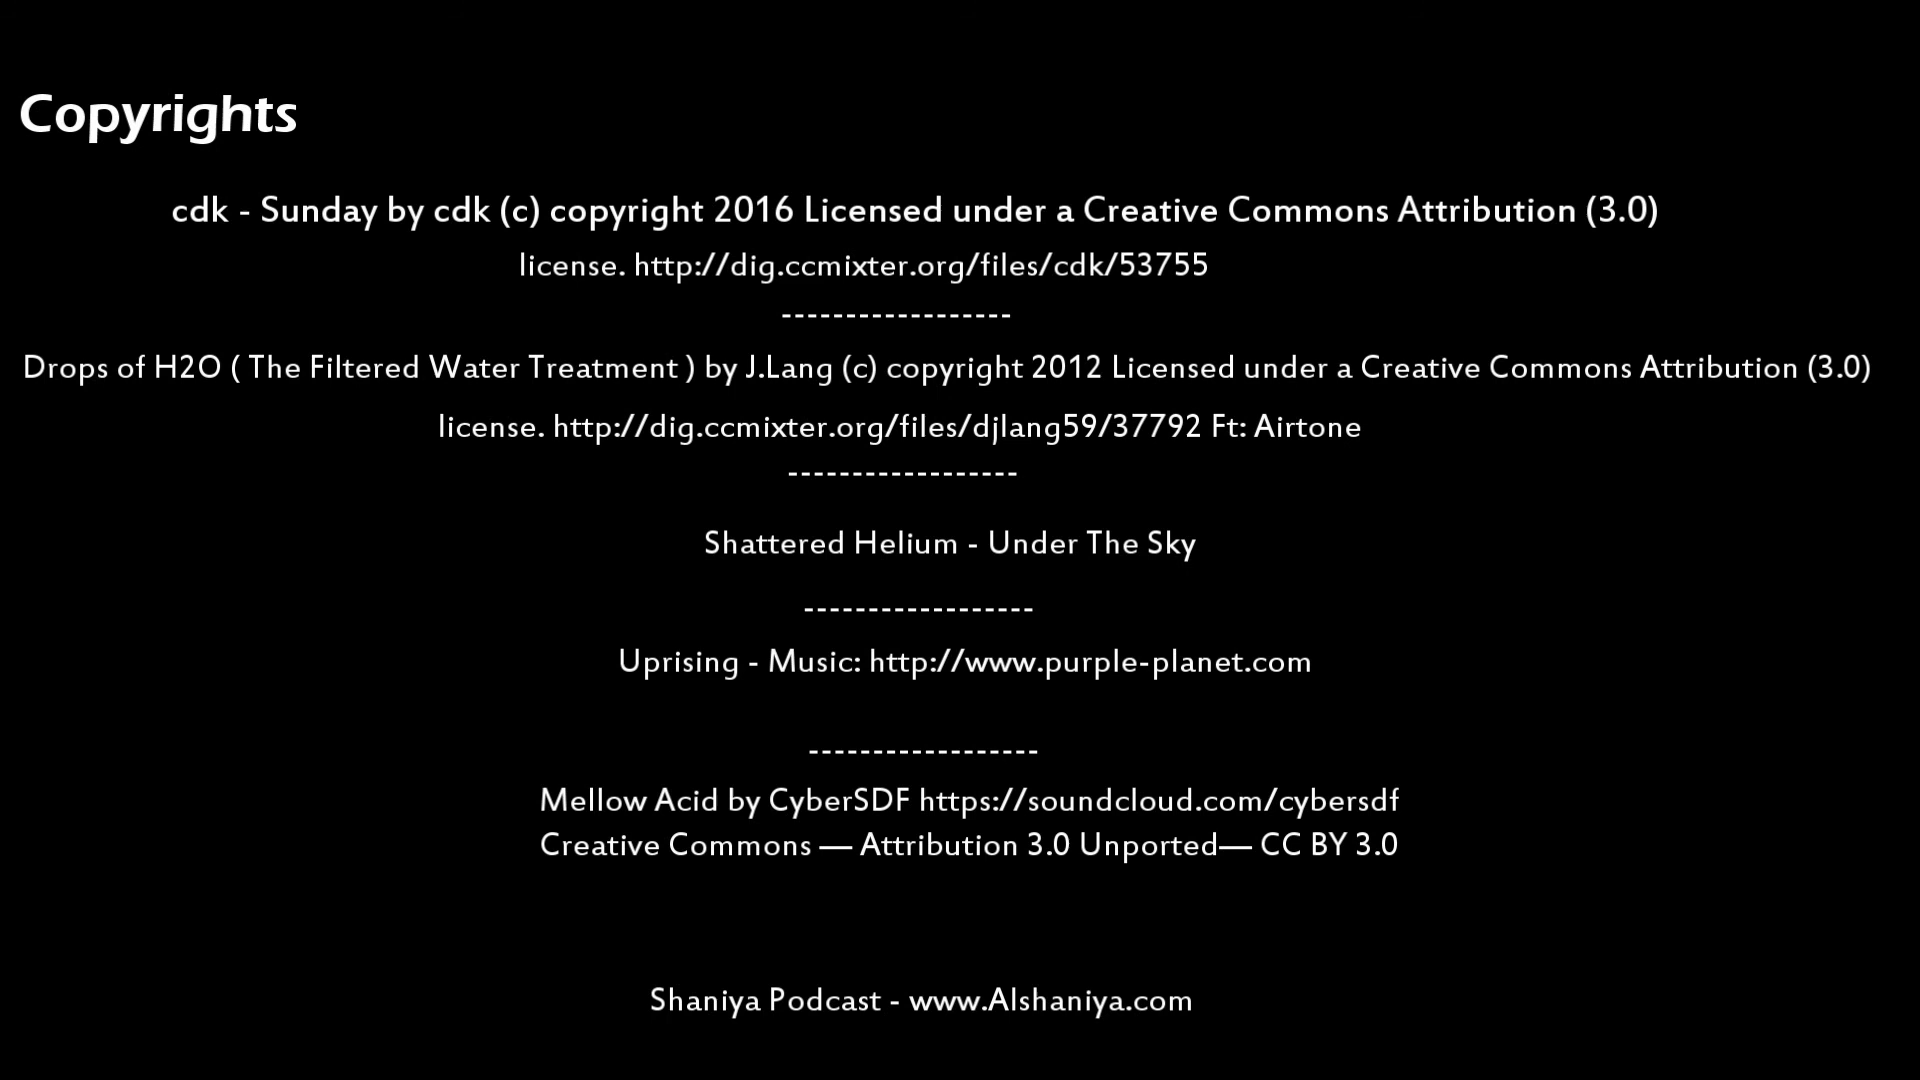 Copyrights
cdk - Sunday by cdk (c) copyright 2016 Licensed under a Creative Commons Attribution (3.0)
license. http://dig.ccmixter.org/files/cdk/53755
------------------
Drops of H2O ( The Filtered Water Treatment ) by J.Lang (c) copyright 2012 Licensed under a Creative Commons Attribution (3.0)
license. http://dig.ccmixter.org/files/djlang59/37792 Ft: Airtone
------------------
Shattered Helium - Under The Sky
------------------
Uprising - Music: http://www.purple-planet.com
------------------
Mellow Acid by CyberSDF https://soundcloud.com/cybersdf
Creative Commons — Attribution 3.0 Unported— CC BY 3.0
Shaniya Podcast - www.Alshaniya.com